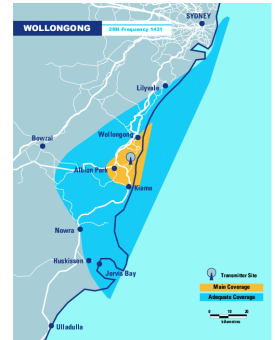 WOLLONGONG
2RN Frequency 1431
SYDNEY
Lilyvale
Wollongong
Bowral
Albion Park
Kiama
Nowra
Huskisson
Jervis Bay
Ulladulla
Transmitter Site
Main Coverage
Adequate Coverage
0 10 20
kilometres